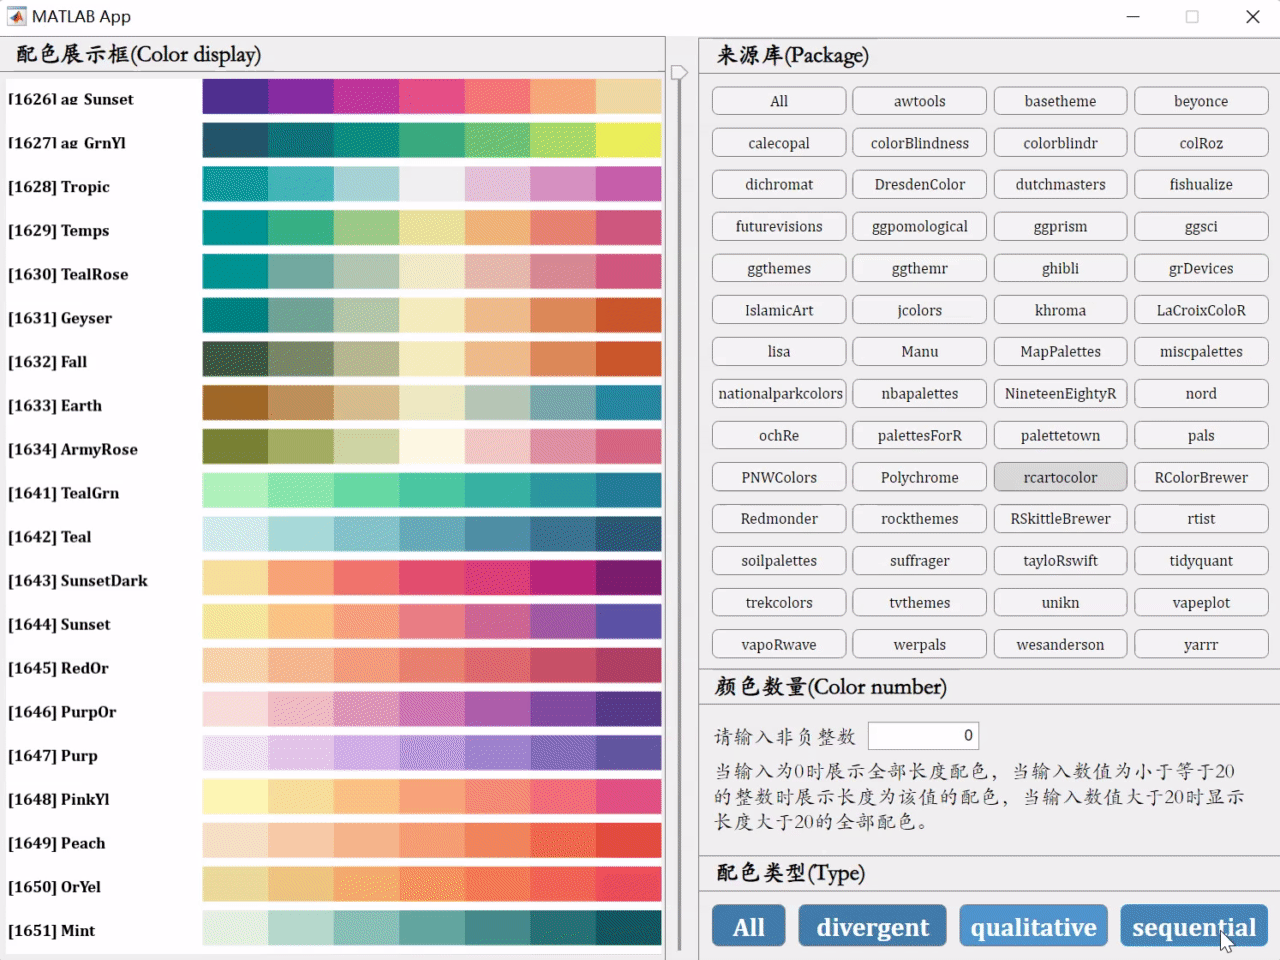 MATLAB App
配色展示框(Color display)
[1626] ag_Sunset
[1627] ag_GrnYl
[1628] Tropic
[1629] Temps
[1630] TealRose
[1631] Geyser
[1632] Fall
[1633] Earth
[1634] ArmyRose
[1641] TealGrn
[1642] Teal
[1643] SunsetDark
[1644] Sunset
[1645] RedOr
[1646] PurpOr
[1647] Purp
[1648] PinkYl
[1649] Peach
[1650] OrYel
[1651] Mint
来源库(Package)
All awtools basetheme beyonce
calecopal colorBlindness colorblindr colRoz
dichromat DresdenColor dutchmasters fishualize
futurevisions ggpomological ggprism ggsci
ggthemes ggthemr ghibli grDevices
IslamicArt jcolors khroma LaCroixColoR
lisa Manu MapPalettes miscpalettes
nationalparkcolors nbapalettes NineteenEightyR nord
ochRe palettesForR palettetown pals
PNWColors Polychrome rcartocolor RColorBrewer
Redmonder rockthemes RSkittleBrewer rtist
soilpalettes suffrager tayloRswift tidyquant
trekcolors tvthemes unikn vapeplot
vapoRwave werpals wesanderson yarrr
颜色数量(Color number)
请输入非负整数 0
当输入为0时展示全部长度配色，当输入数值为小于等于20
的整数时展示长度为该值的配色，当输入数值大于20时显示
长度大于20的全部配色。
配色类型(Type)
All divergent qualitative sequential